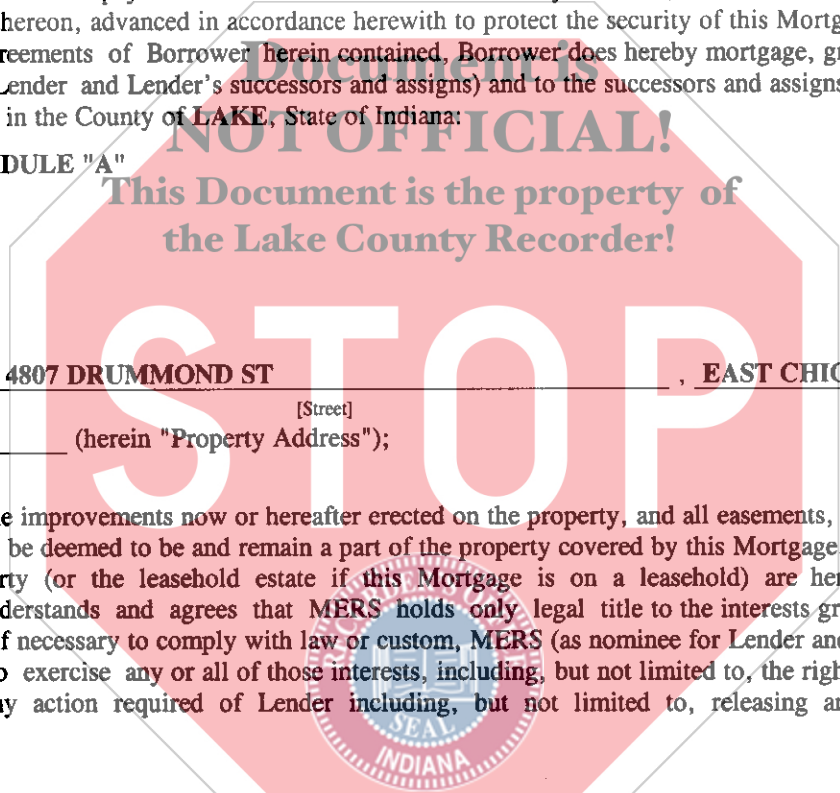 hereon, advanced in accordance herewith to protect the security of this Mortg
reements of Borrower herein contained, Borrower does hereby mortgage, gr
Lender and Lender's successors and assigns) and to the successors and assigns
Document is
in the County of LAKE, State of Indiana:
NOT OFFICIAL!
DULE "A"
This Document is the property of
the Lake County Recorder!
STOP
4807 DRUMMOND ST , EAST CHIC
[Street]
(herein "Property Address");
e improvements now or hereafter erected on the property, and all easements,
be deemed to be and remain a part of the property covered by this Mortgage
rty (or the leasehold estate if this Mortgage is on a leasehold) are her
derstands and agrees that MERS holds only legal title to the interests gr
f necessary to comply with law or custom, MERS (as nominee for Lender and
o exercise any or all of those interests, including, but not limited to, the righ
y action required of Lender including, but not limited to, releasing an
SEAL
INDIANA